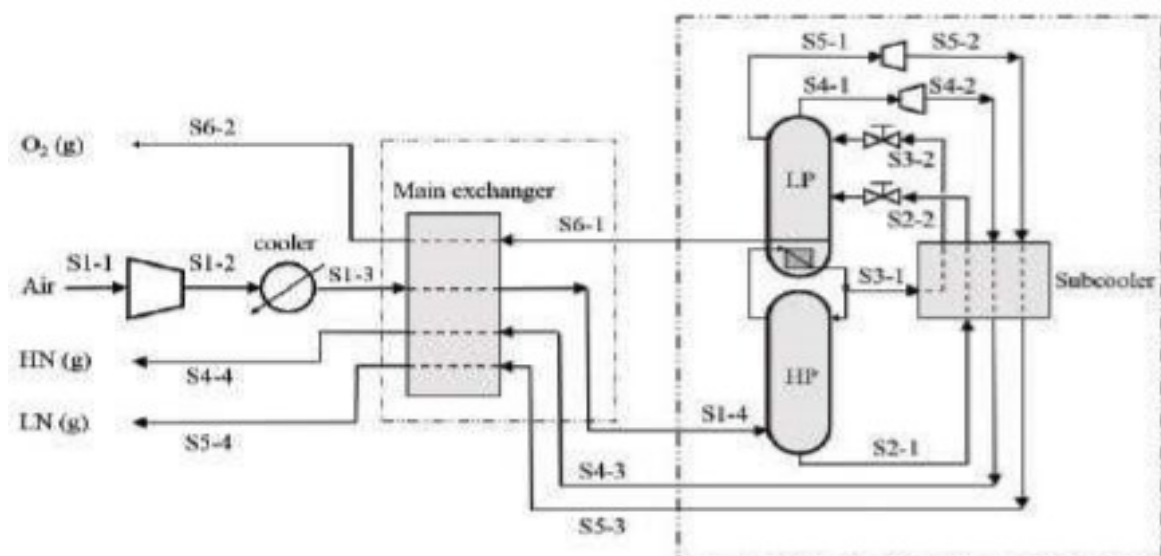 S5-1 S5-2
S4-1 S4-2
S6-2
O₂ (g)
S3-2
LP
Main exchanger
S2-2
S6-1
cooler
S1-1 S1-2 S1-3
S3-1
Air
Subcooler
HN (g)
S4-4
HP
S1-4
LN (g)
S5-4
S2-1
S4-3
S5-3